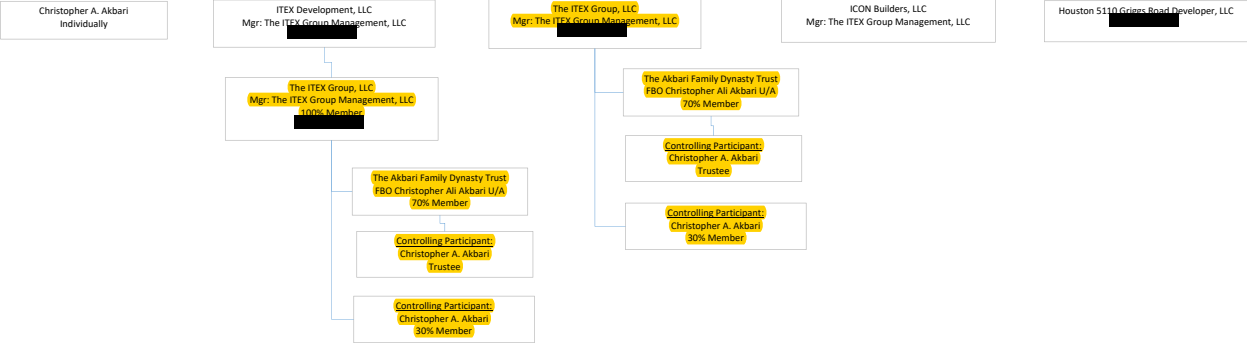 Christopher A. Akbari
Individually
ITEX Development, LLC
Mgr: The ITEX Group Management, LLC
The ITEX Group, LLC
Mgr: The ITEX Group Management, LLC
ICON Builders, LLC
Mgr: The ITEX Group Management, LLC
Houston 5110 Griggs Road Developer, LLC
The ITEX Group, LLC
Mgr: The ITEX Group Management, LLC
100% Member
The Akbari Family Dynasty Trust
FBO Christopher Ali Akbari U/A
70% Member
Controlling Participant:
Christopher A. Akbari
Trustee
Controlling Participant:
Christopher A. Akbari
30% Member
The Akbari Family Dynasty Trust
FBO Christopher Ali Akbari U/A
70% Member
Controlling Participant:
Christopher A. Akbari
Trustee
Controlling Participant:
Christopher A. Akbari
30% Member